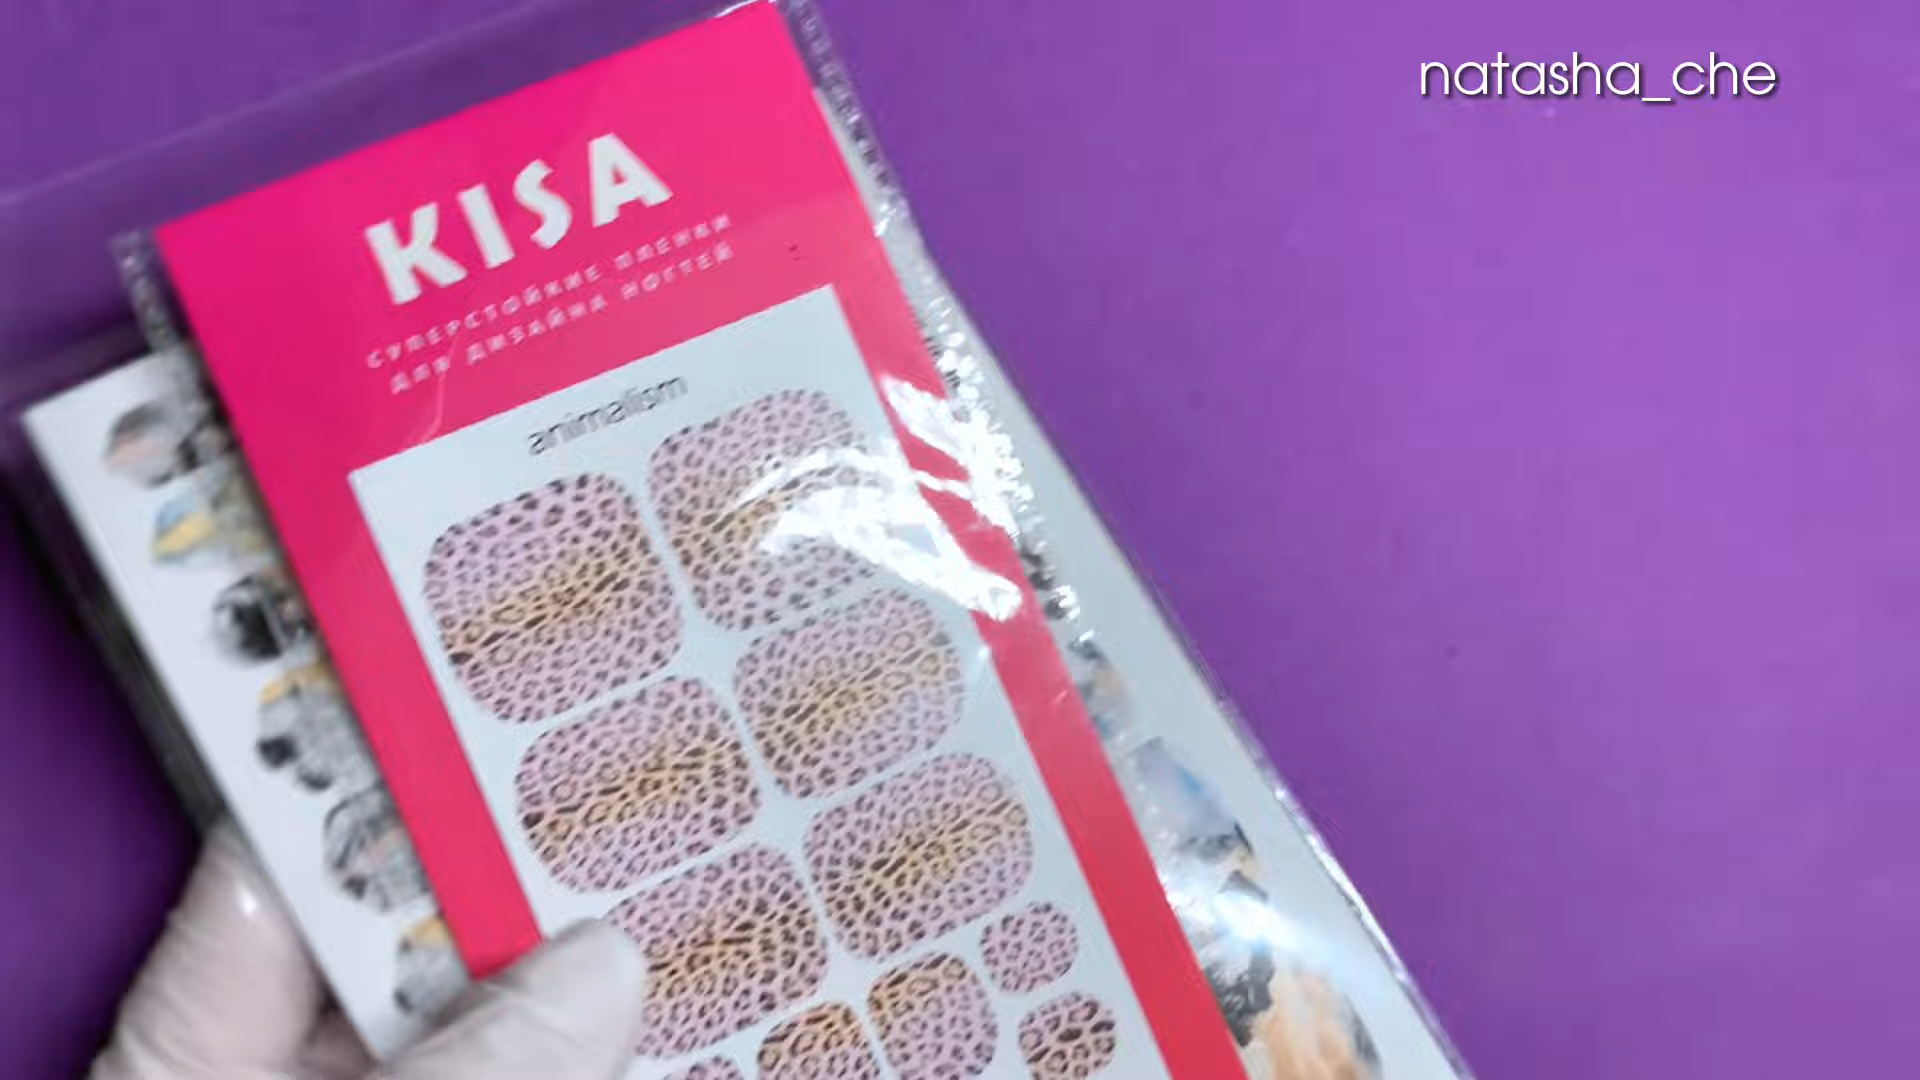 natasha_che
KISA
СУПЕРСТОЙКИЕ ПЛЕНКИ
ДЛЯ ДИЗАЙНА НОГТЕЙ
animalism